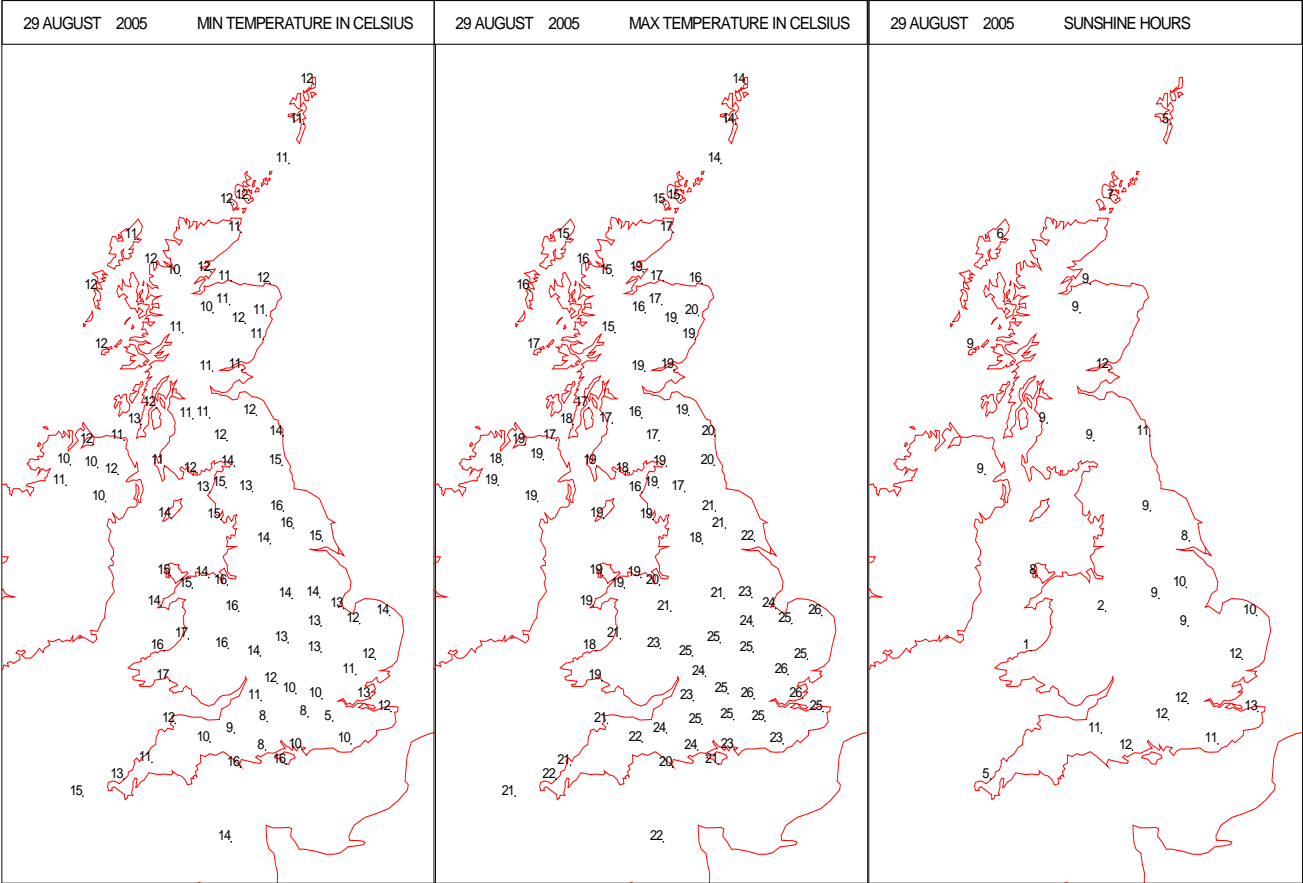 29 AUGUST 2005 MIN TEMPERATURE IN CELSIUS
12
11
11
12 12
11
11
12
10 12
12 11 12
10 11 11
12
11 11
12
11 11
12
13 11 11 12
12 11 12 14
10 10 11 14 14
11 12 12 15
10 13 13
14 15 16
16
14 15
15 14
15 16
14 14 14
16 13 14
13 12
17 13
16 16 14 13 12
17 11
12 10
11 10 13
12 8 8 5 12
9
10 8 10 10
11 16 16
13
15
14
29 AUGUST 2005 MAX TEMPERATURE IN CELSIUS
14
14
14
15 15
17
15
16
15 19
16 17 16
16 17 20
19
15 19
17
19 19
17
18 17 16 19
19 17 17 20
18 19 19 19 20
19 18 19
19 16 17
19 19 21
21
18 22
19 19
19 20
19 21 23
21 24 26
24 25
21 23
18 23 25 25 25
19 24 26
25
23 26 26
21 25 25 25 25
24
22 24 23 23
21 20 21
22
21
22
29 AUGUST 2005 SUNSHINE HOURS
5
7
6
9
9
9
12
9 9 11
9
9
8
8
10
9
2 10
9
1 12
12 13
12
11
12 11
5